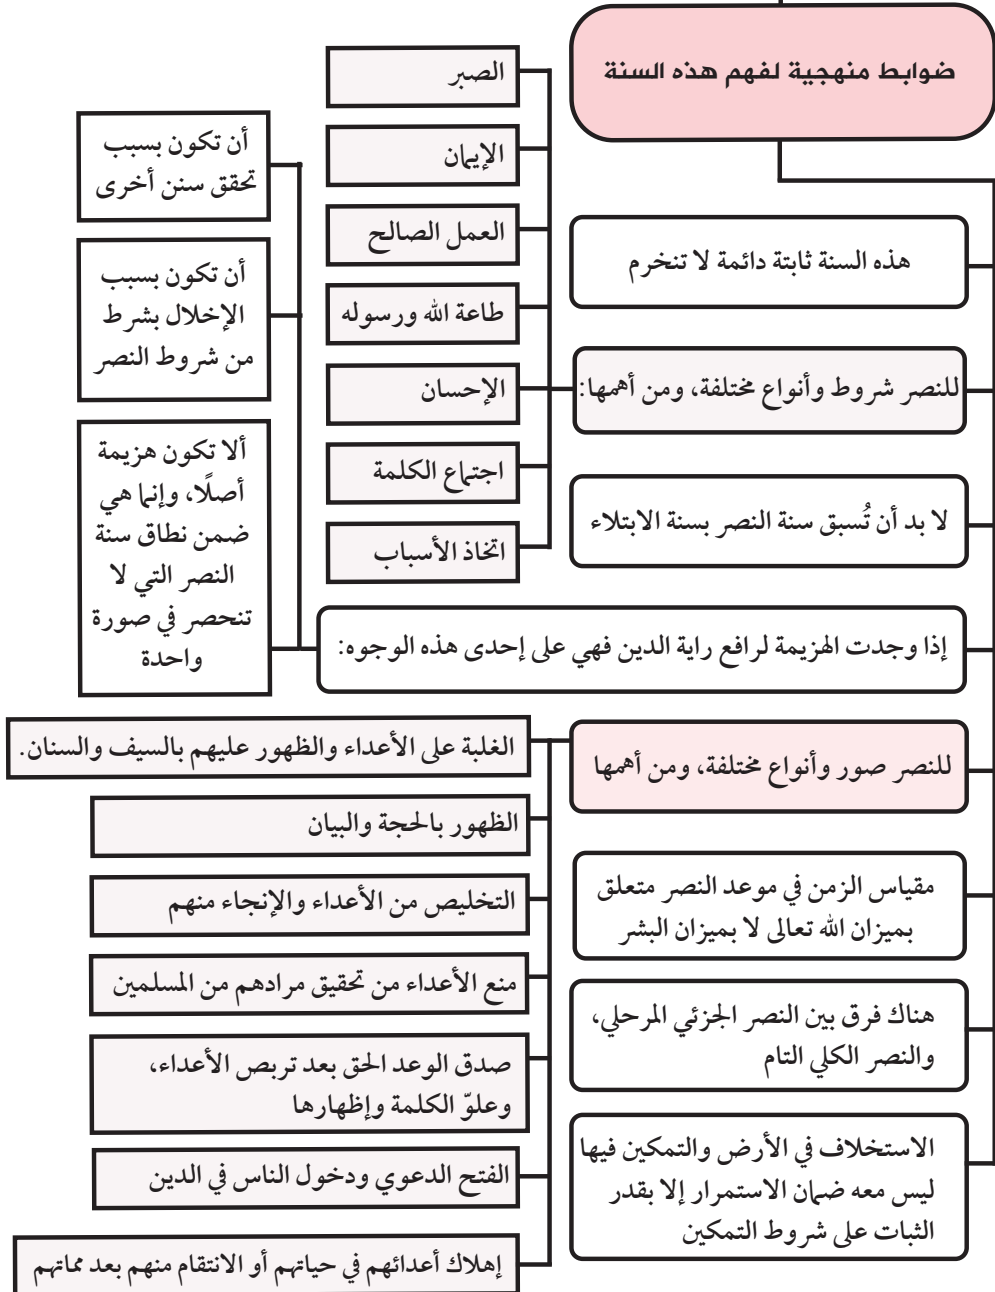 ضوابط منهجية لفهم هذه السنة
هذه السنة ثابتة دائمة لا تنخرم
للنصر شروط وأنواع مختلفة، ومن أهمها:
الصبر
الإيمان
العمل الصالح
طاعة الله ورسوله
الإحسان
اجتماع الكلمة
اتخاذ الأسباب
لا بد أن تُسبق سنة النصر بسنة الابتلاء
إذا وجدت الهزيمة لرافع راية الدين فهي على إحدى هذه الوجوه:
أن تكون بسبب
تحقق سنن أخرى
أن تكون بسبب
الإخلال بشرط
من شروط النصر
ألا تكون هزيمة
أصلًا، وإنما هي
ضمن نطاق سنة
النصر التي لا
تنحصر في صورة
واحدة
للنصر صور وأنواع مختلفة، ومن أهمها
الغلبة على الأعداء والظهور عليهم بالسيف والسنان.
الظهور بالحجة والبيان
التخليص من الأعداء والإنجاء منهم
منع الأعداء من تحقيق مرادهم من المسلمين
صدق الوعد الحق بعد تربص الأعداء،
وعلوّ الكلمة وإظهارها
الفتح الدعوي ودخول الناس في الدين
إهلاك أعدائهم في حياتهم أو الانتقام منهم بعد مماتهم
مقياس الزمن في موعد النصر متعلق
بميزان الله تعالى لا بميزان البشر
هناك فرق بين النصر الجزئي المرحلي،
والنصر الكلي التام
الاستخلاف في الأرض والتمكين فيها
ليس معه ضمان الاستمرار إلا بقدر
الثبات على شروط التمكين